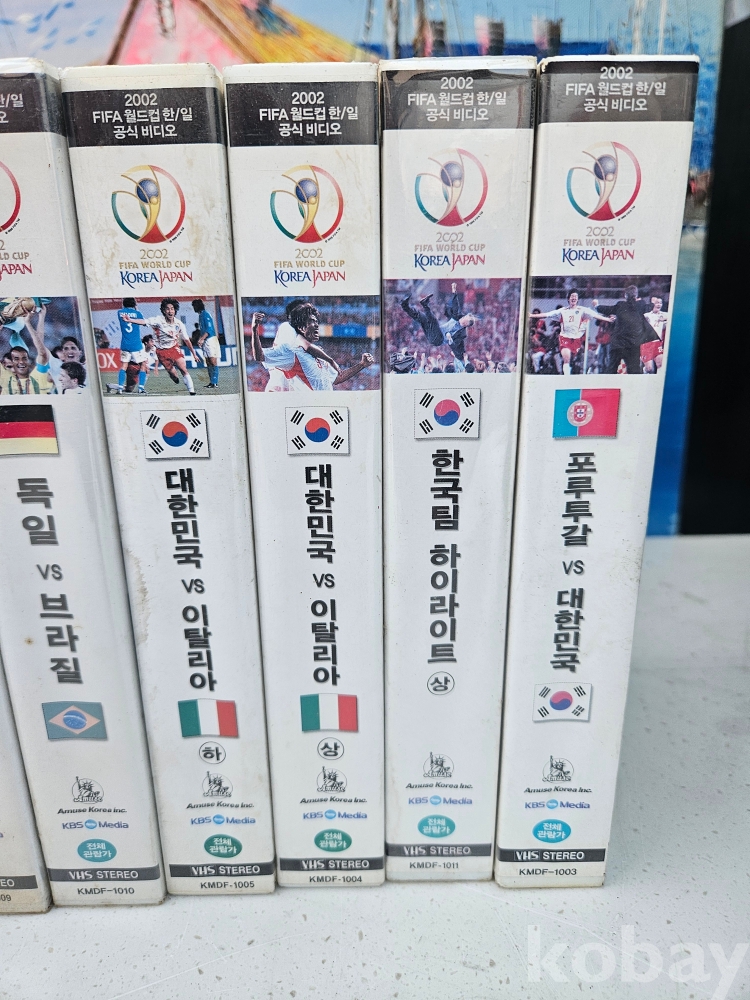 한/일
오
2
CUP
JAPAN
독일 VS 브라질
Amuse Korea Inc.
KBS Media
전체
관람가
VHS STEREO
KMDF-1010
2002
FIFA 월드컵 한/일
공식 비디오
2002
FIFA WORLD CUP
KOREA JAPAN
3
대한민국 VS 이탈리아
하
Amuse Korea Inc.
KBS Media
전체
관람가
VHS STEREO
KMDF-1005
2002
FIFA 월드컵 한/일
공식 비디오
2002
FIFA WORLD CUP
KOREA JAPAN
대한민국 VS 이탈리아
상
Amuse Korea Inc.
KBS Media
전체
관람가
VHS STEREO
KMDF-1004
2002
FIFA 월드컵 한/일
공식 비디오
2002
FIFA WORLD CUP
KOREA JAPAN
한국팀 하이라이트
상
Amuse Korea Inc.
KBS Media
전체
관람가
VHS STEREO
KMDF-1011
2002
FIFA 월드컵 한/일
공식 비디오
2002
FIFA WORLD CUP
KOREA JAPAN
포루투갈 VS 대한민국
Amuse Korea Inc.
KBS Media
전체
관람가
VHS STEREO
KMDF-1003
EO
09
kobay